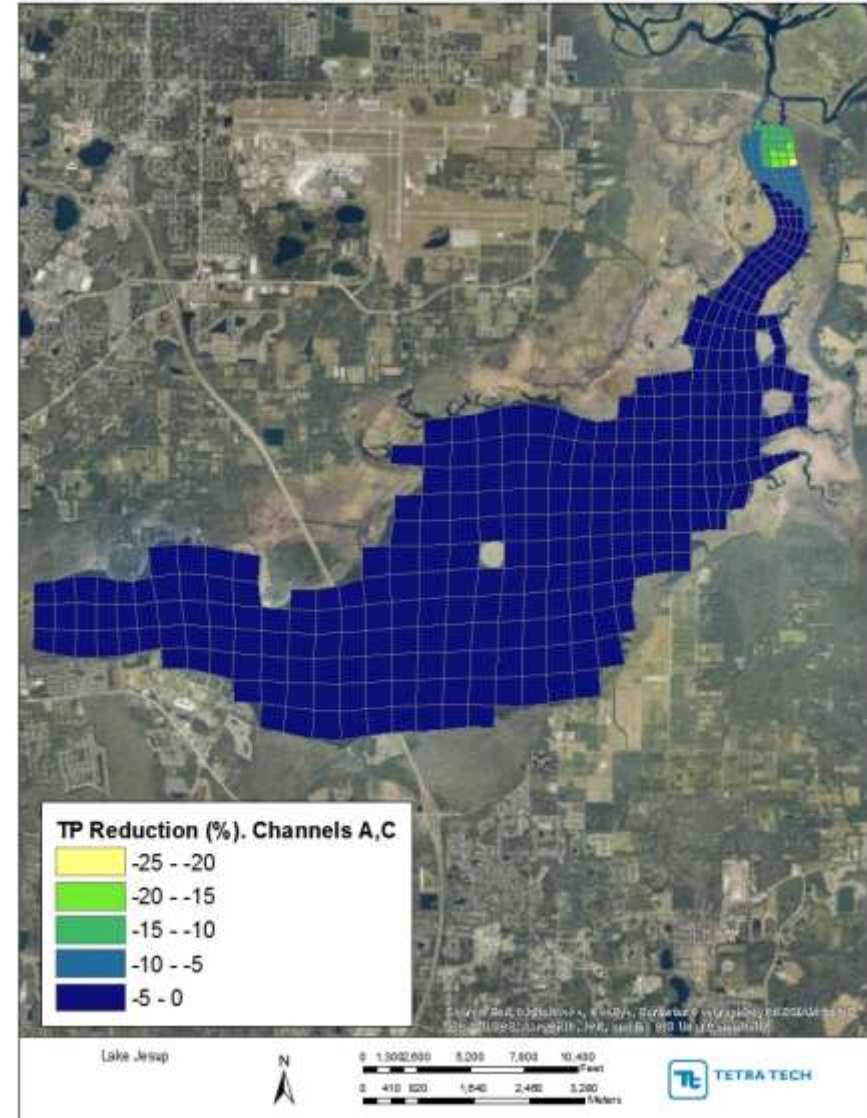 TP Reduction (%). Channels A,C
-25 - -20
-20 - -15
-15 - -10
-10 - -5
-5 - 0
Lake Jesup
N
0 1,300 2,600 5,200 7,800 10,400
Feet
0 410 820 1,640 2,460 3,280
Meters
Tt TETRA TECH